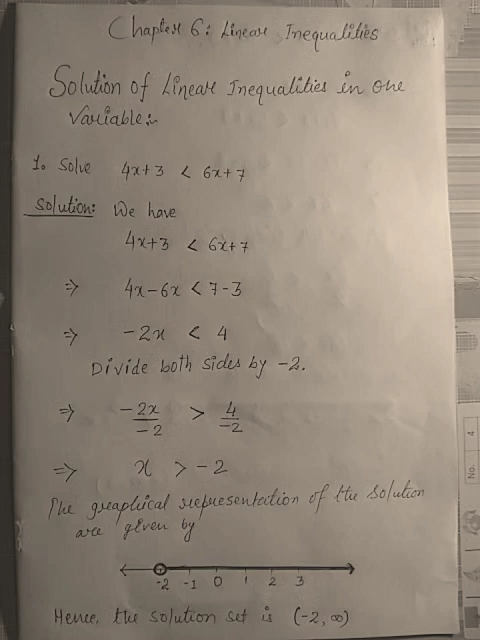 Chapter 6: Linear Inequalities
Solution of Linear Inequalities in one
Variable:-
1. Solve 4x+3 < 6x+7
Solution: We have
4x+3 < 6x+7
⇒ 4x-6x < 7-3
⇒ -2x < 4
Divide both sides by -2.
⇒ -2x/-2 > 4/-2
⇒ x > -2
The graphical representation of the solution
are given by
-2 -1 0 1 2 3
Hence, the solution set is (-2, ∞)
No. 4